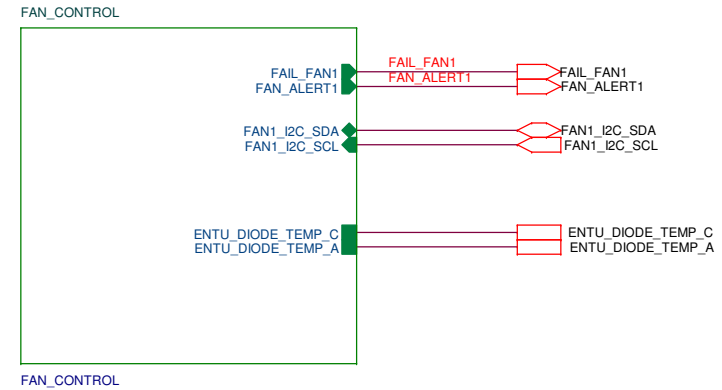 FAN_CONTROL
FAIL_FAN1 FAIL_FAN1 FAIL_FAN1
FAN_ALERT1 FAN_ALERT1 FAN_ALERT1
FAN1_I2C_SDA FAN1_I2C_SDA
FAN1_I2C_SCL FAN1_I2C_SCL
ENTU_DIODE_TEMP_C ENTU_DIODE_TEMP_C
ENTU_DIODE_TEMP_A ENTU_DIODE_TEMP_A
FAN_CONTROL